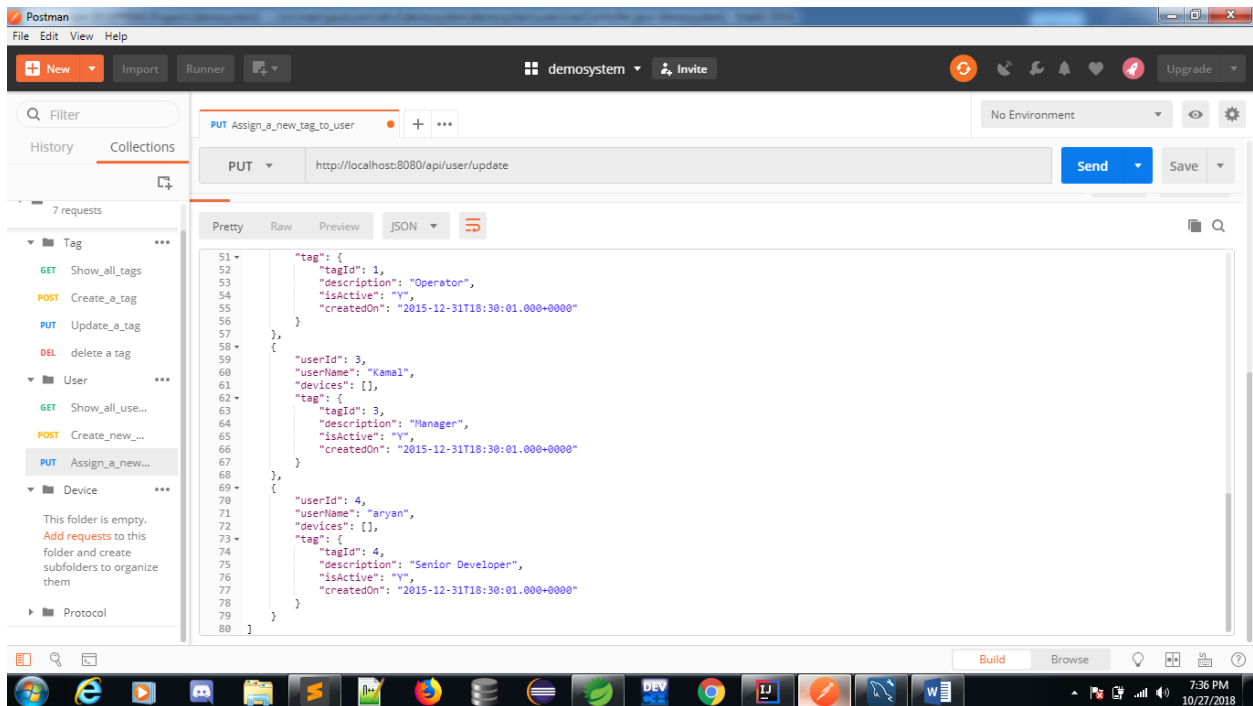 Postman
File Edit View Help
New
Import
Runner
demosystem
Invite
Upgrade
Filter
History Collections
7 requests
Tag
GET Show_all_tags
POST Create_a_tag
PUT Update_a_tag
DEL delete a tag
User
GET Show_all_use...
POST Create_new_...
PUT Assign_a_new...
Device
This folder is empty.
Add requests to this
folder and create
subfolders to organize
them
Protocol
PUT Assign_a_new_tag_to_user
No Environment
PUT
http://localhost:8080/api/user/update
Send
Save
Pretty Raw Preview JSON
51 "tag": {
52 "tagId": 1,
53 "description": "Operator",
54 "isActive": "Y",
55 "createdOn": "2015-12-31T18:30:01.000+0000"
56 }
57 },
58 {
59 "userId": 3,
60 "userName": "Kamal",
61 "devices": [],
62 "tag": {
63 "tagId": 3,
64 "description": "Manager",
65 "isActive": "Y",
66 "createdOn": "2015-12-31T18:30:01.000+0000"
67 }
68 },
69 {
70 "userId": 4,
71 "userName": "aryan",
72 "devices": [],
73 "tag": {
74 "tagId": 4,
75 "description": "Senior Developer",
76 "isActive": "Y",
77 "createdOn": "2015-12-31T18:30:01.000+0000"
78 }
79 }
80 ]
Build Browse
7:36 PM
10/27/2018